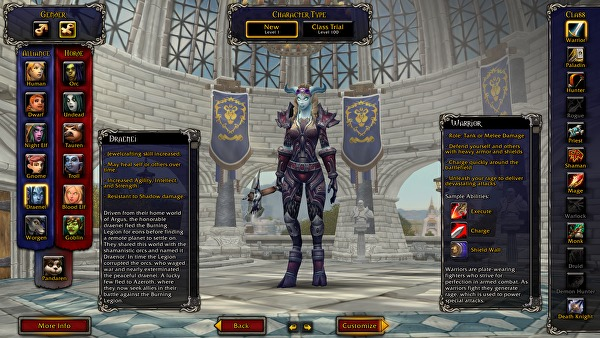 Gender
Character Type
New
Level 1
Class Trial
Level 100
Class
Alliance
Horde
Human
Orc
Dwarf
Undead
Night Elf
Tauren
Gnome
Troll
Draenei
Blood Elf
Worgen
Goblin
Pandaren
Draenei
- Jewelcrafting skill increased.
- May heal self or others over
time.
- Increased Agility, Intellect
and Strength.
- Resistant to Shadow damage.
Driven from their home world
of Argus, the honorable
draenei fled the Burning
Legion for eons before finding
a remote planet to settle on.
They shared this world with the
shamanistic orcs and named it
Draenor. In time the Legion
corrupted the orcs, who waged
war and nearly exterminated
the peaceful draenei. A lucky
few fled to Azeroth, where
they now seek allies in their
battle against the Burning
Legion.
Warrior
- Role: Tank or Melee Damage
- Defend yourself and others
with heavy armor and shields
- Charge quickly around the
battlefield
- Unleash your rage to deliver
devastating attacks
Sample Abilities:
Execute
Charge
Shield Wall
Warriors are plate-wearing
fighters who strive for
perfection in armed combat. As
warriors fight they generate
rage, which is used to power
special attacks.
Warrior
Paladin
Hunter
Rogue
Priest
Shaman
Mage
Warlock
Monk
Druid
Demon Hunter
Death Knight
More Info
Back
Customize